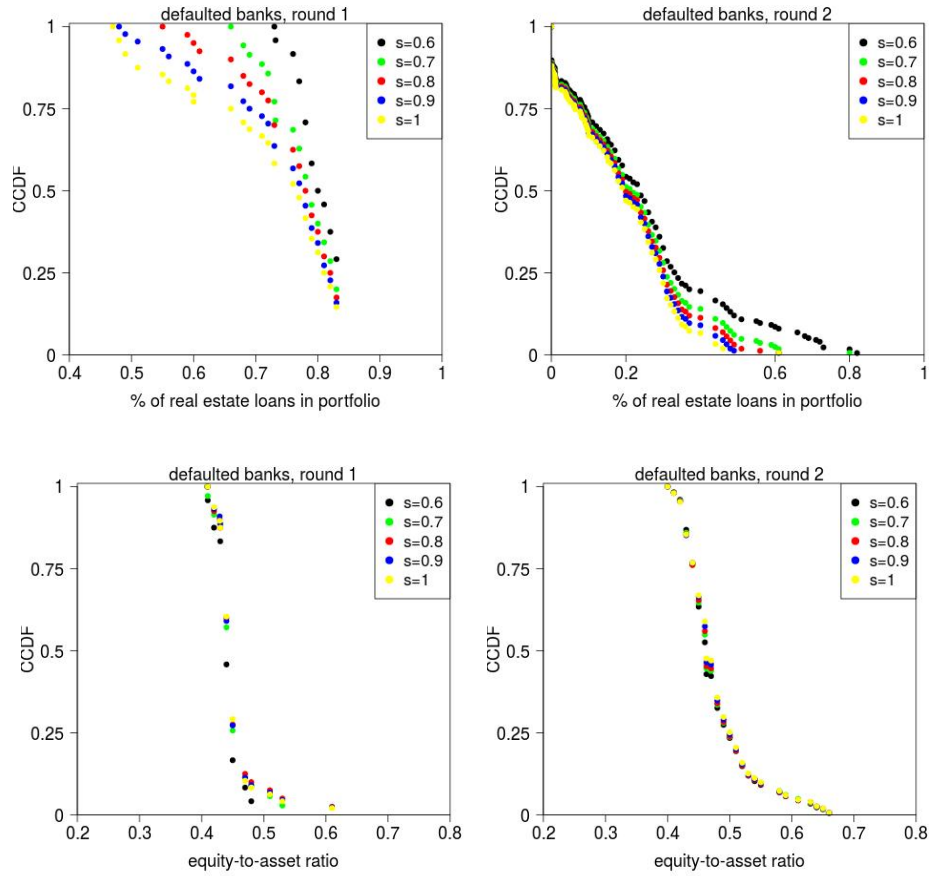 defaulted banks, round 1
1
0.75
0.5
0.25
0
CCDF
s=0.6
s=0.7
s=0.8
s=0.9
s=1
0.4 0.5 0.6 0.7 0.8 0.9 1
% of real estate loans in portfolio
defaulted banks, round 2
1
0.75
0.5
0.25
0
CCDF
s=0.6
s=0.7
s=0.8
s=0.9
s=1
0 0.2 0.4 0.6 0.8 1
% of real estate loans in portfolio
defaulted banks, round 1
1
0.75
0.5
0.25
0
CCDF
s=0.6
s=0.7
s=0.8
s=0.9
s=1
0.2 0.3 0.4 0.5 0.6 0.7 0.8
equity-to-asset ratio
defaulted banks, round 2
1
0.75
0.5
0.25
0
CCDF
s=0.6
s=0.7
s=0.8
s=0.9
s=1
0.2 0.3 0.4 0.5 0.6 0.7 0.8
equity-to-asset ratio